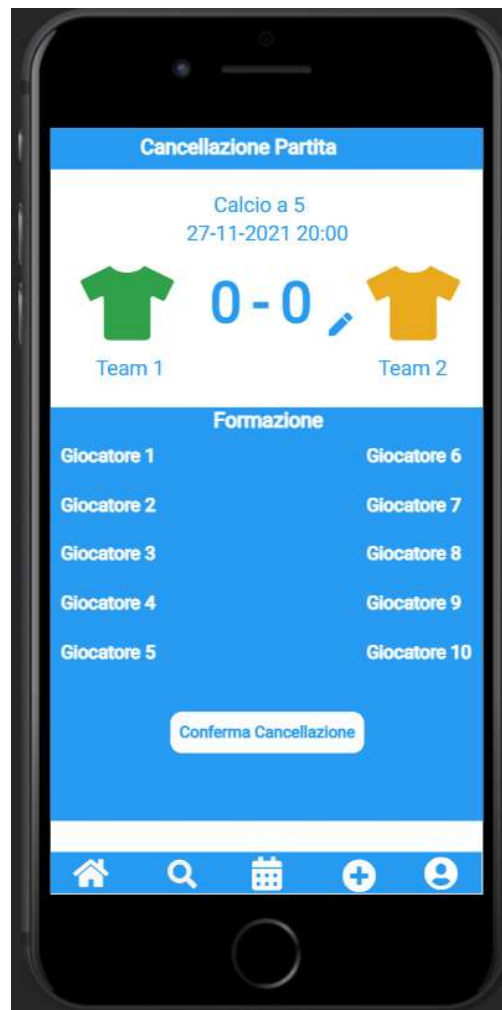 Cancellazione Partita
Calcio a 5
27-11-2021 20:00
0 - 0
Team 1 Team 2
Formazione
Giocatore 1 Giocatore 6
Giocatore 2 Giocatore 7
Giocatore 3 Giocatore 8
Giocatore 4 Giocatore 9
Giocatore 5 Giocatore 10
Conferma Cancellazione